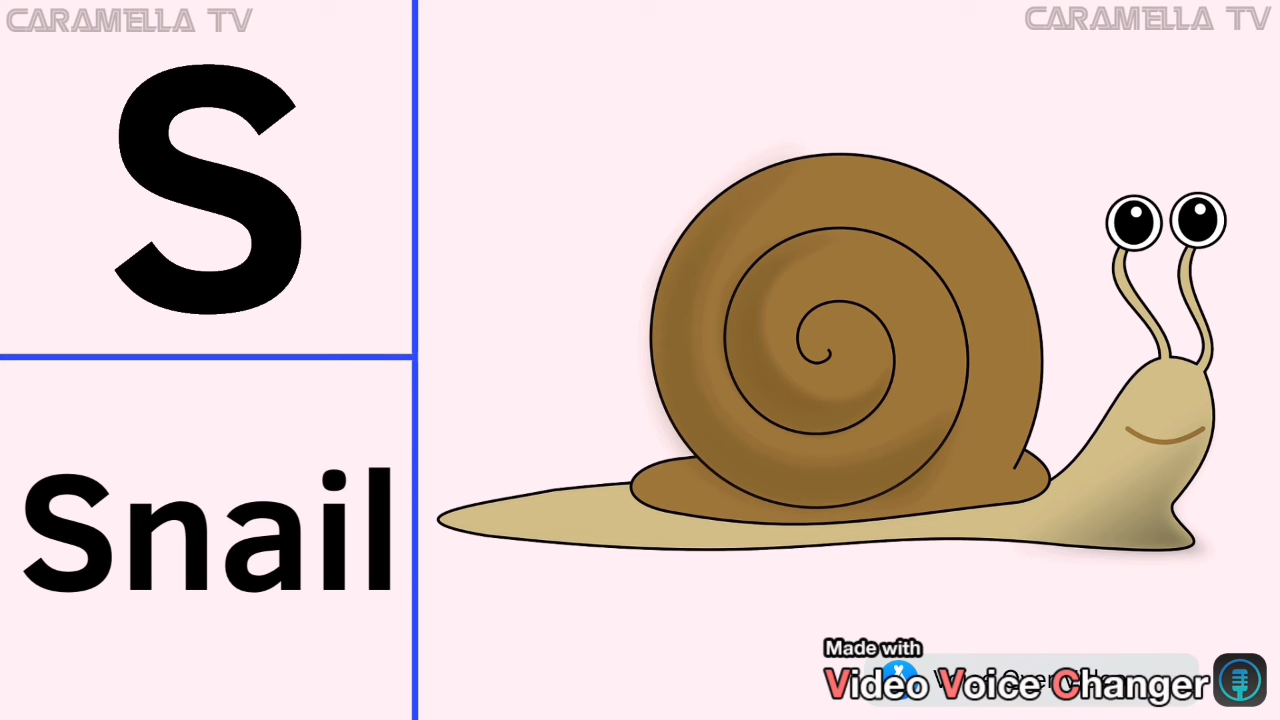 CARAMELLA TV
CARAMELLA TV
S
Snail
Made with
Video Voice Changer